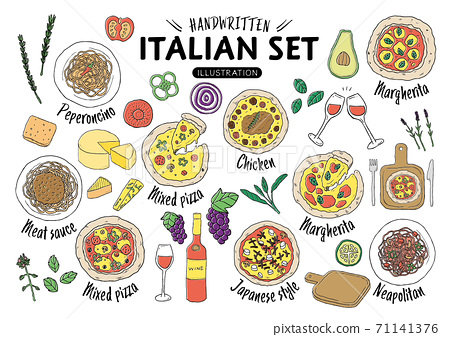 HANDWRITTEN
ITALIAN SET
ILLUSTRATION
Peperoncino
Margherita
Chicken
Mixed pizza
Meat sauce
Margherita
Mixed pizza
WINE
Japanese style
Neapolitan
PIXTA
71141376